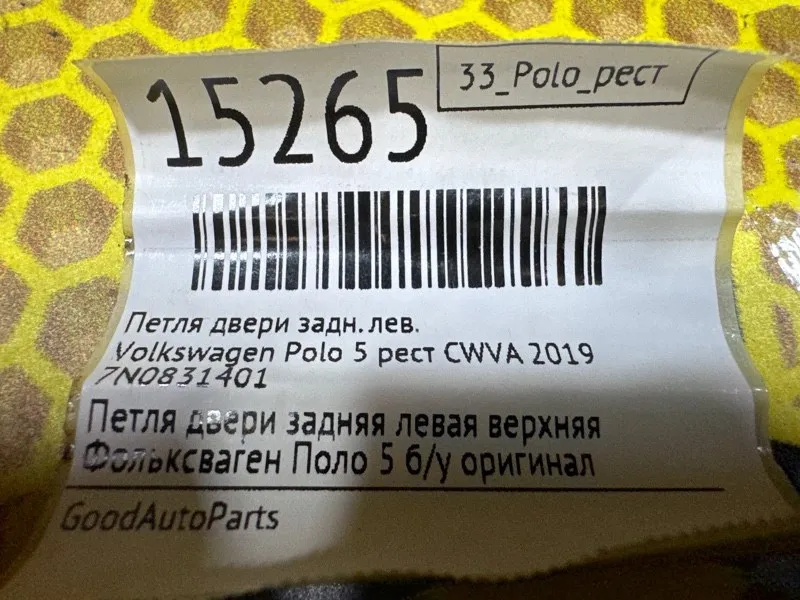 33_Polo_рест
15265
Петля двери задн.лев.
Volkswagen Polo 5 рест CWVA 2019
7N0831401
Петля двери задняя левая верхняя
Фольксваген Поло 5 б/у оригинал
GoodAutoParts